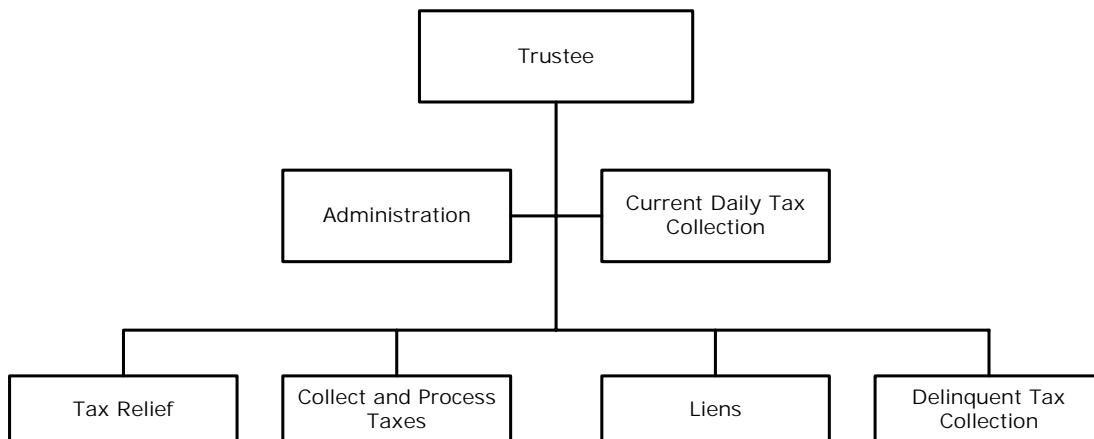 Trustee
Administration
Current Daily Tax
Collection
Tax Relief
Collect and Process
Taxes
Liens
Delinquent Tax
Collection